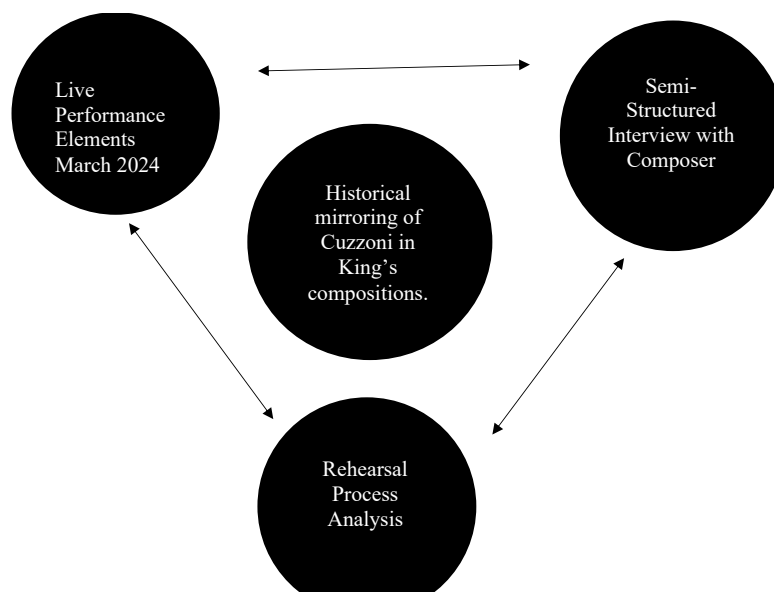 Live
Performance
Elements
March 2024
Semi-
Structured
Interview with
Composer
Historical
mirroring of
Cuzzoni in
King’s
compositions.
Rehearsal
Process
Analysis